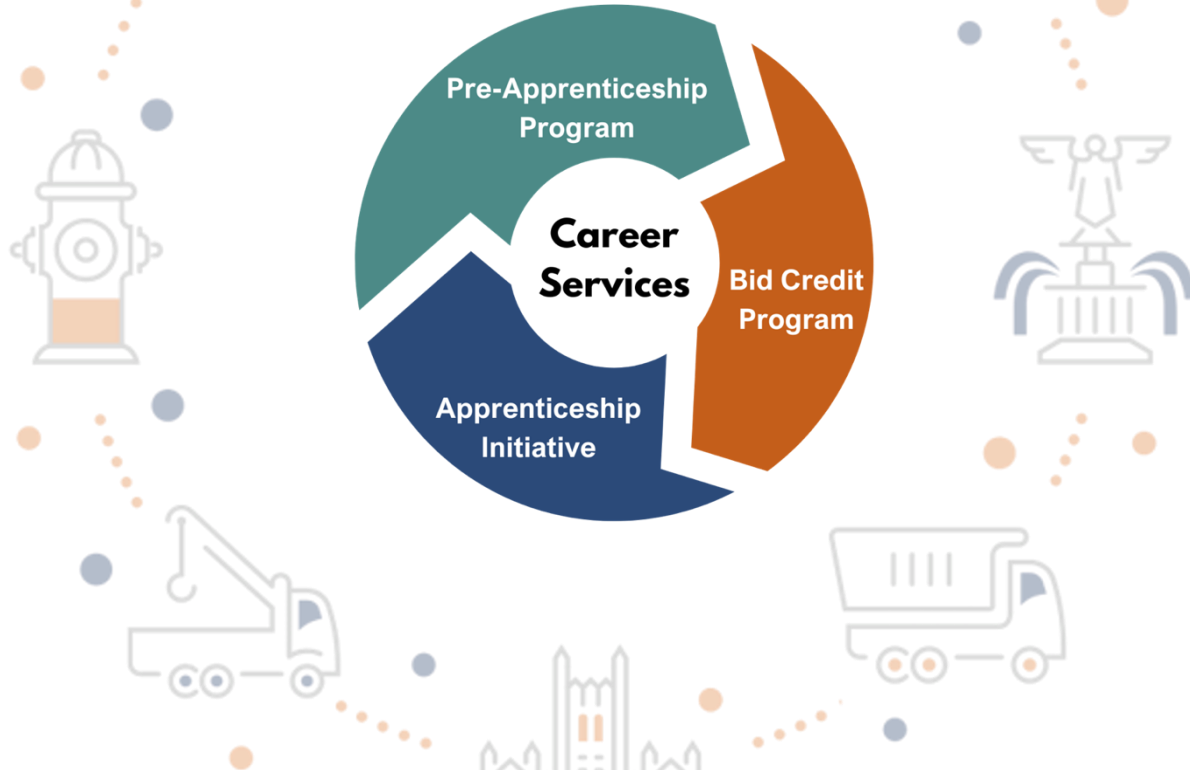 Pre-Apprenticeship
Program
Career
Services
Bid Credit
Program
Apprenticeship
Initiative